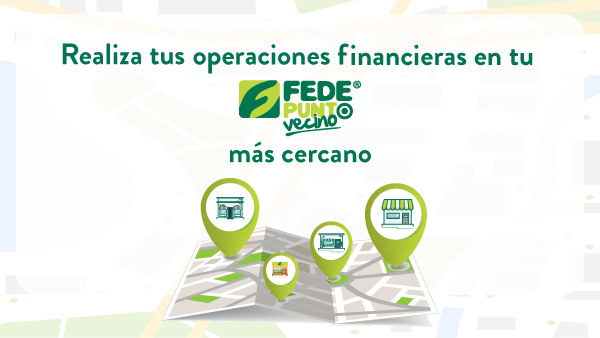 Realiza tus operaciones financieras en tu
FEDE®
PUNTO
vecino
más cercano